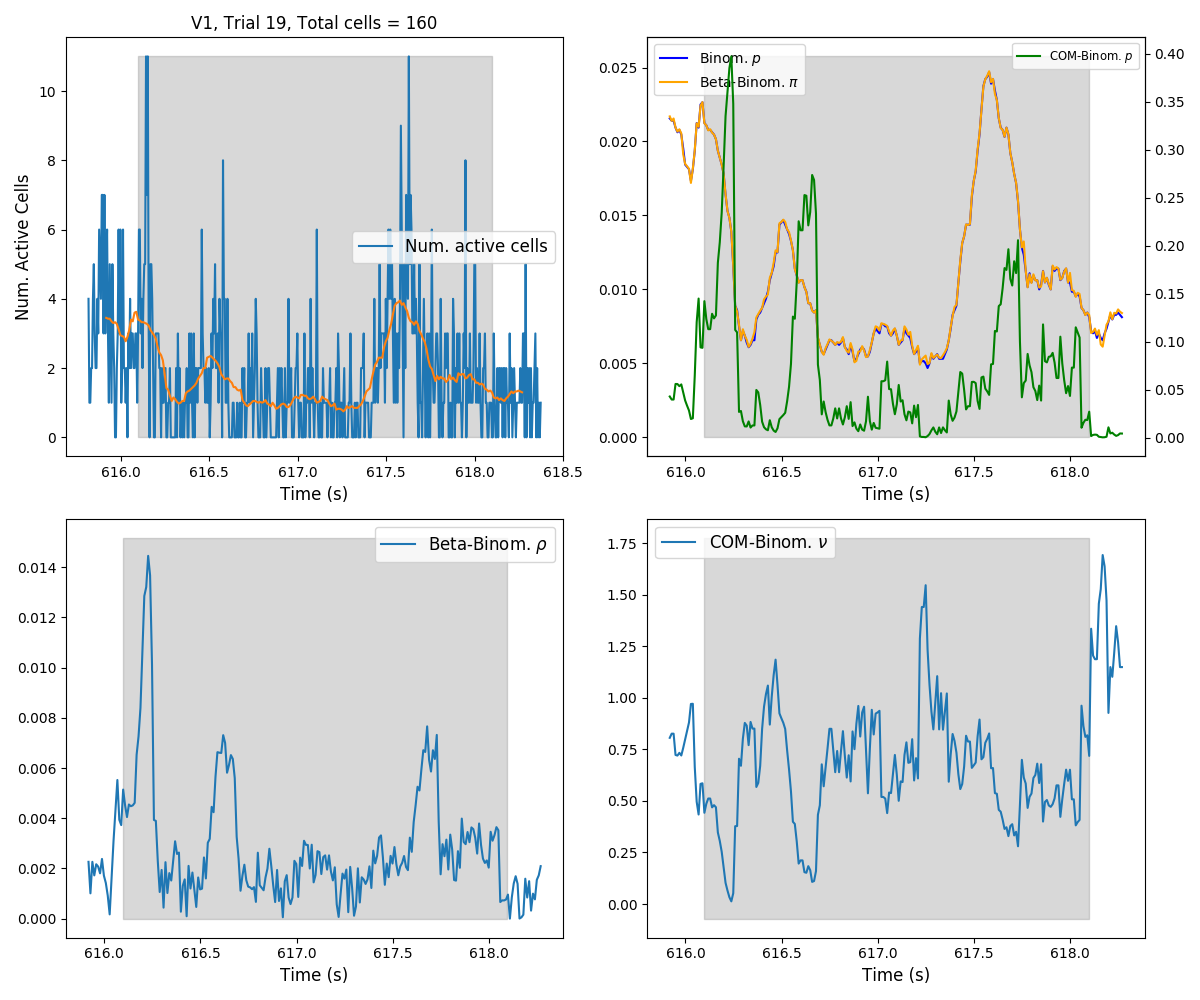 V1, Trial 19, Total cells = 160
Num. Active Cells
10
8
6
4
2
0
Num. active cells
616.0 616.5 617.0 617.5 618.0 618.5
Time (s)
Binom. p
Beta-Binom. π
COM-Binom. p
0.025
0.020
0.015
0.010
0.005
0.000
0.40
0.35
0.30
0.25
0.20
0.15
0.10
0.05
0.00
616.0 616.5 617.0 617.5 618.0
Time (s)
Beta-Binom. ρ
0.014
0.012
0.010
0.008
0.006
0.004
0.002
0.000
616.0 616.5 617.0 617.5 618.0
Time (s)
COM-Binom. ν
1.75
1.50
1.25
1.00
0.75
0.50
0.25
0.00
616.0 616.5 617.0 617.5 618.0
Time (s)